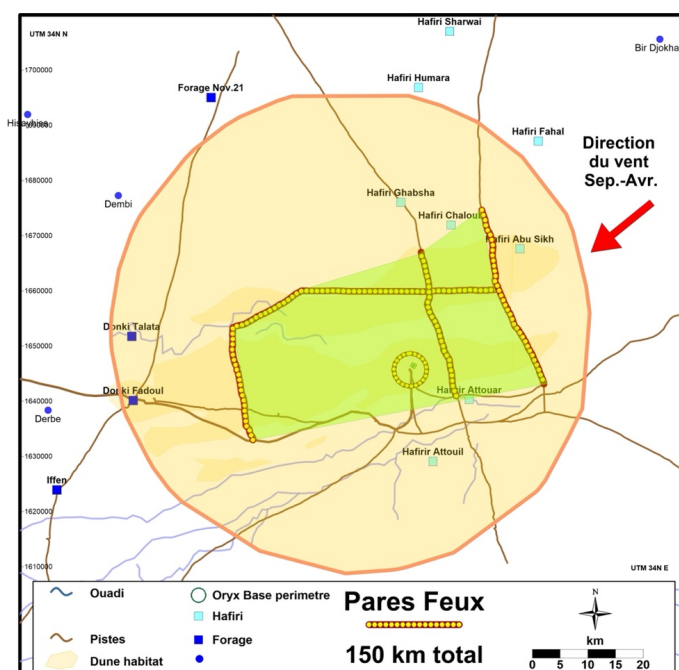 UTM 34N N
Hafiri Sharwai
Bir Djokha
1700000
Hafiri Humara
Forage Nov.21
1690000
Hafiri Fahal
Direction
du vent
Sep.-Avr.
1680000
Dembi
Hafiri Ghabsha
Hafiri Chalouf
1670000
Hafiri Abu Sikh
1660000
Donki Talata
1650000
Donki Fadoul
Hafirir Attouar
1640000
Derbe
1630000
Hafirir Attouil
Iffen
1620000
1610000
UTM 34N E
Ouadi
Oryx Base perimetre
Pares Feux
N
Hafiri
Pistes
Forage
150 km total
km
0 5 10 15 20
Dune habitat